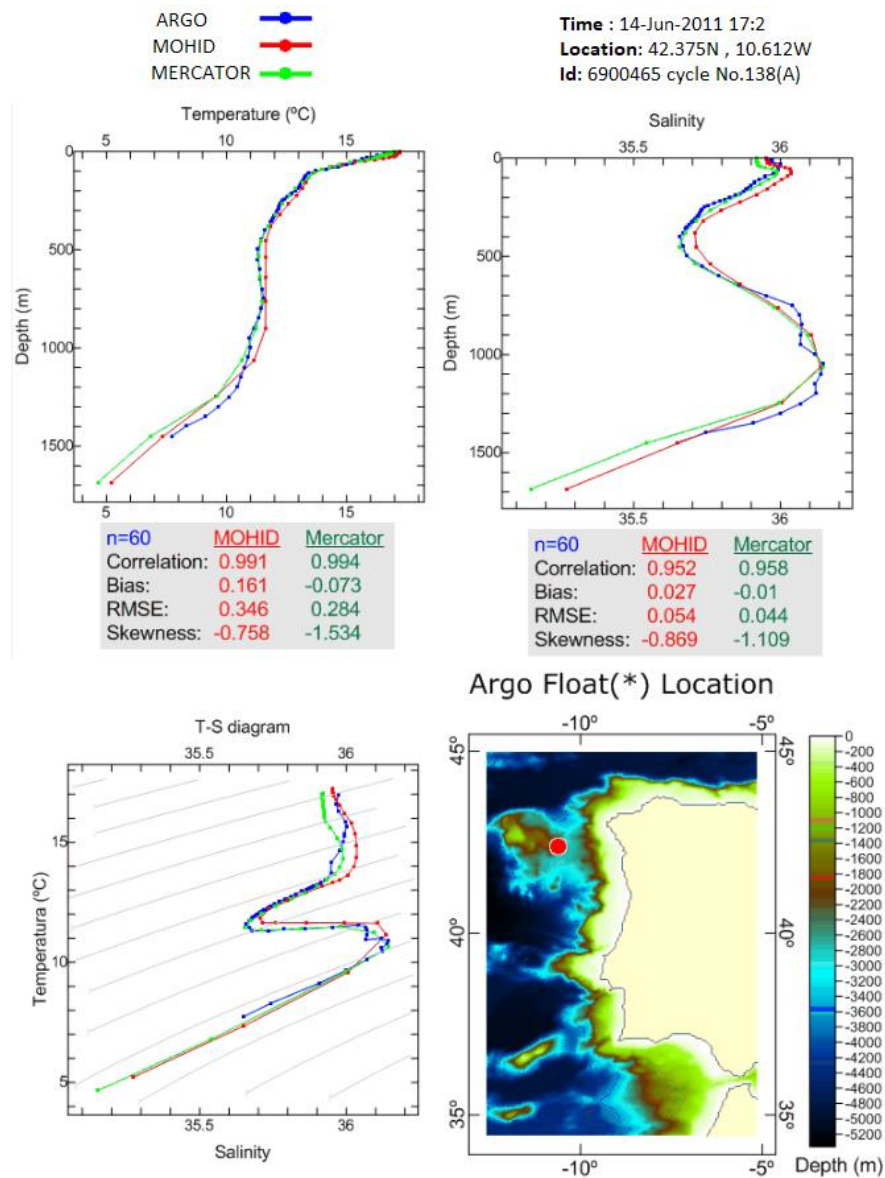 ARGO
MOHID
MERCATOR
Time : 14-Jun-2011 17:2
Location: 42.375N , 10.612W
Id: 6900465 cycle No.138(A)
Temperature (ºC)
5 10 15
0
500
1000
1500
Depth (m)
5 10 15
n=60 MOHID Mercator
Correlation: 0.991 0.994
Bias: 0.161 -0.073
RMSE: 0.346 0.284
Skewness: -0.758 -1.534
Salinity
35.5 36
0
500
1000
1500
Depth (m)
35.5 36
n=60 MOHID Mercator
Correlation: 0.952 0.958
Bias: 0.027 -0.01
RMSE: 0.054 0.044
Skewness: -0.869 -1.109
T-S diagram
35.5 36
15
10
5
Temperatura (ºC)
35.5 36
Salinity
Argo Float(*) Location
-10º -5º
45º 45º
40º 40º
35º 35º
-10º -5º
0
-200
-400
-600
-800
-1000
-1200
-1400
-1600
-1800
-2000
-2200
-2400
-2600
-2800
-3000
-3200
-3400
-3600
-3800
-4000
-4200
-4400
-4600
-4800
-5000
-5200
Depth (m)